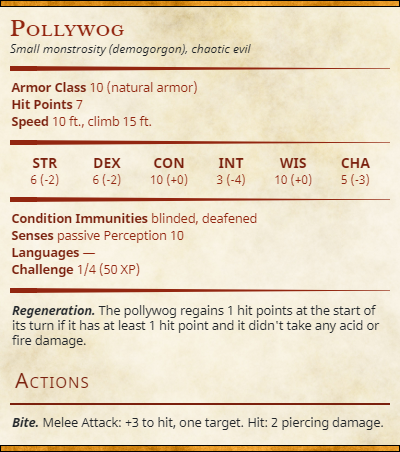 Pollywog
Small monstrosity (demogorgon), chaotic evil
Armor Class 10 (natural armor)
Hit Points 7
Speed 10 ft., climb 15 ft.
STR DEX CON INT WIS CHA
6 (-2) 6 (-2) 10 (+0) 3 (-4) 10 (+0) 5 (-3)
Condition Immunities blinded, deafened
Senses passive Perception 10
Languages —
Challenge 1/4 (50 XP)
Regeneration. The pollywog regains 1 hit points at the start of
its turn if it has at least 1 hit point and it didn't take any acid or
fire damage.
Actions
Bite. Melee Attack: +3 to hit, one target. Hit: 2 piercing damage.